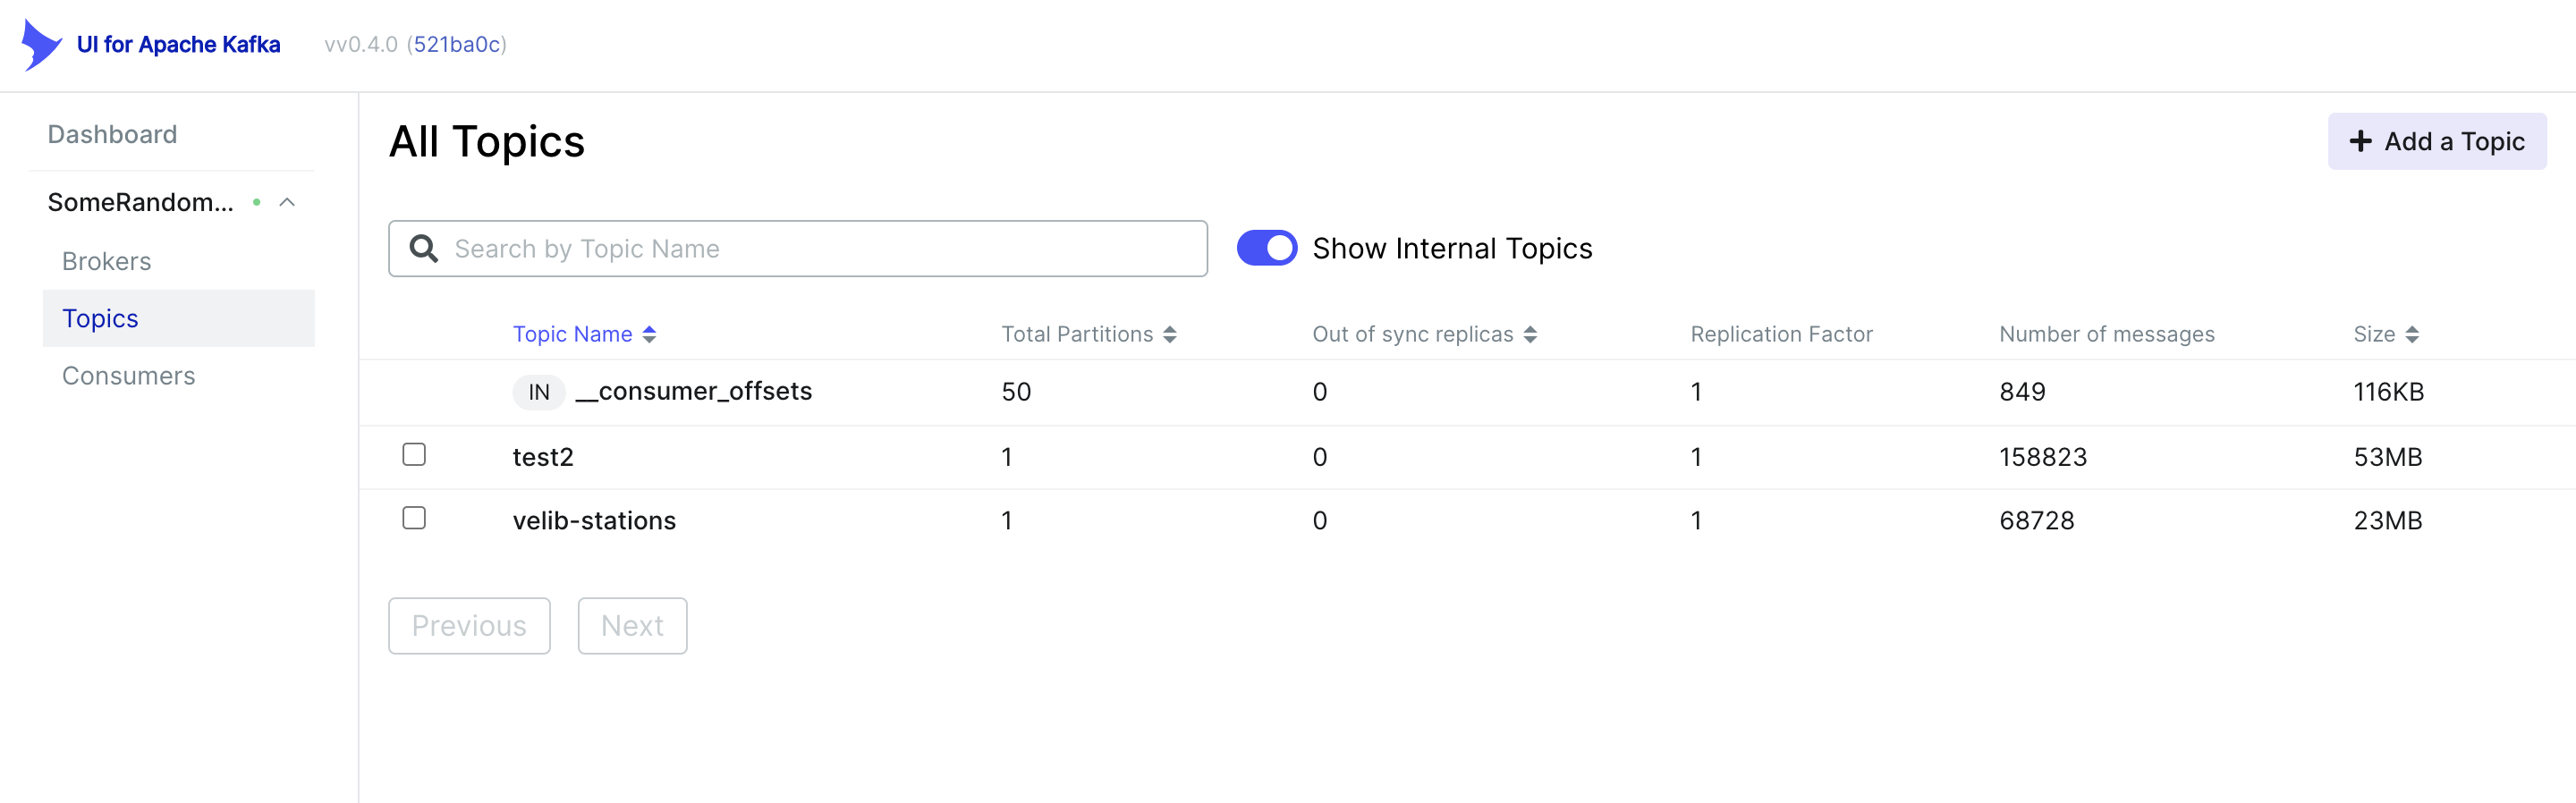 UI for Apache Kafka vv0.4.0 (521ba0c)
Dashboard
SomeRandom...
Brokers
Topics
Consumers
All Topics
Add a Topic
Search by Topic Name
Show Internal Topics
Topic Name Total Partitions Out of sync replicas Replication Factor Number of messages Size
IN __consumer_offsets 50 0 1 849 116KB
test2 1 0 1 158823 53MB
velib-stations 1 0 1 68728 23MB
Previous Next